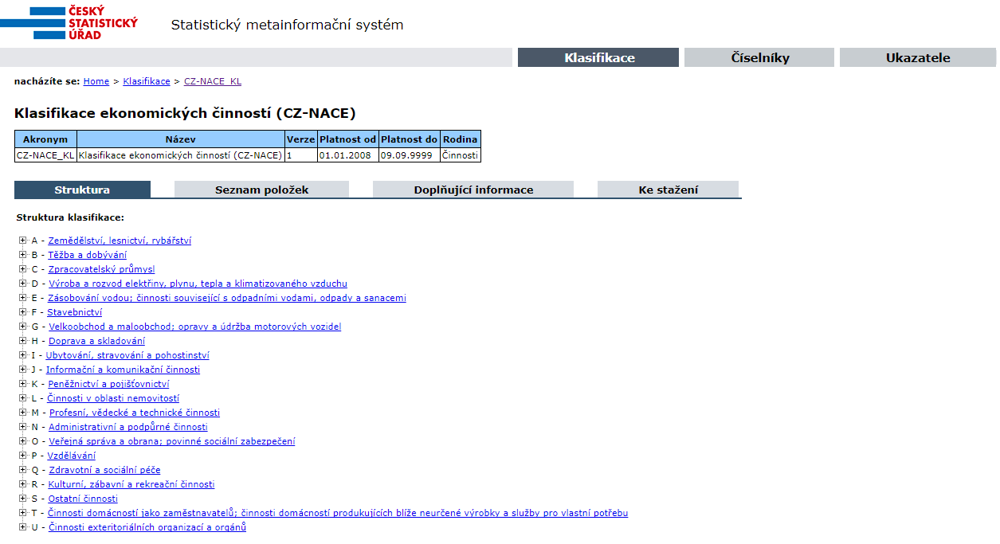 ČESKÝ
STATISTICKÝ
ÚŘAD
Statistický metainformační systém
Klasifikace Číselníky Ukazatele
nacházíte se: Home > Klasifikace > CZ-NACE_KL
Klasifikace ekonomických činností (CZ-NACE)
Akronym Název Verze Platnost od Platnost do Rodina
CZ-NACE_KL Klasifikace ekonomických činností (CZ-NACE) 1 01.01.2008 09.09.9999 Činnosti
Struktura Seznam položek Doplňující informace Ke stažení
Struktura klasifikace:
A - Zemědělství, lesnictví, rybářství
B - Těžba a dobývání
C - Zpracovatelský průmysl
D - Výroba a rozvod elektřiny, plynu, tepla a klimatizovaného vzduchu
E - Zásobování vodou; činnosti související s odpadními vodami, odpady a sanacemi
F - Stavebnictví
G - Velkoobchod a maloobchod; opravy a údržba motorových vozidel
H - Doprava a skladování
I - Ubytování, stravování a pohostinství
J - Informační a komunikační činnosti
K - Peněžnictví a pojišťovnictví
L - Činnosti v oblasti nemovitostí
M - Profesní, vědecké a technické činnosti
N - Administrativní a podpůrné činnosti
O - Veřejná správa a obrana; povinné sociální zabezpečení
P - Vzdělávání
Q - Zdravotní a sociální péče
R - Kulturní, zábavní a rekreační činnosti
S - Ostatní činnosti
T - Činnosti domácností jako zaměstnavatelů; činnosti domácností produkujících blíže neurčené výrobky a služby pro vlastní potřebu
U - Činnosti exteritoriálních organizací a orgánů